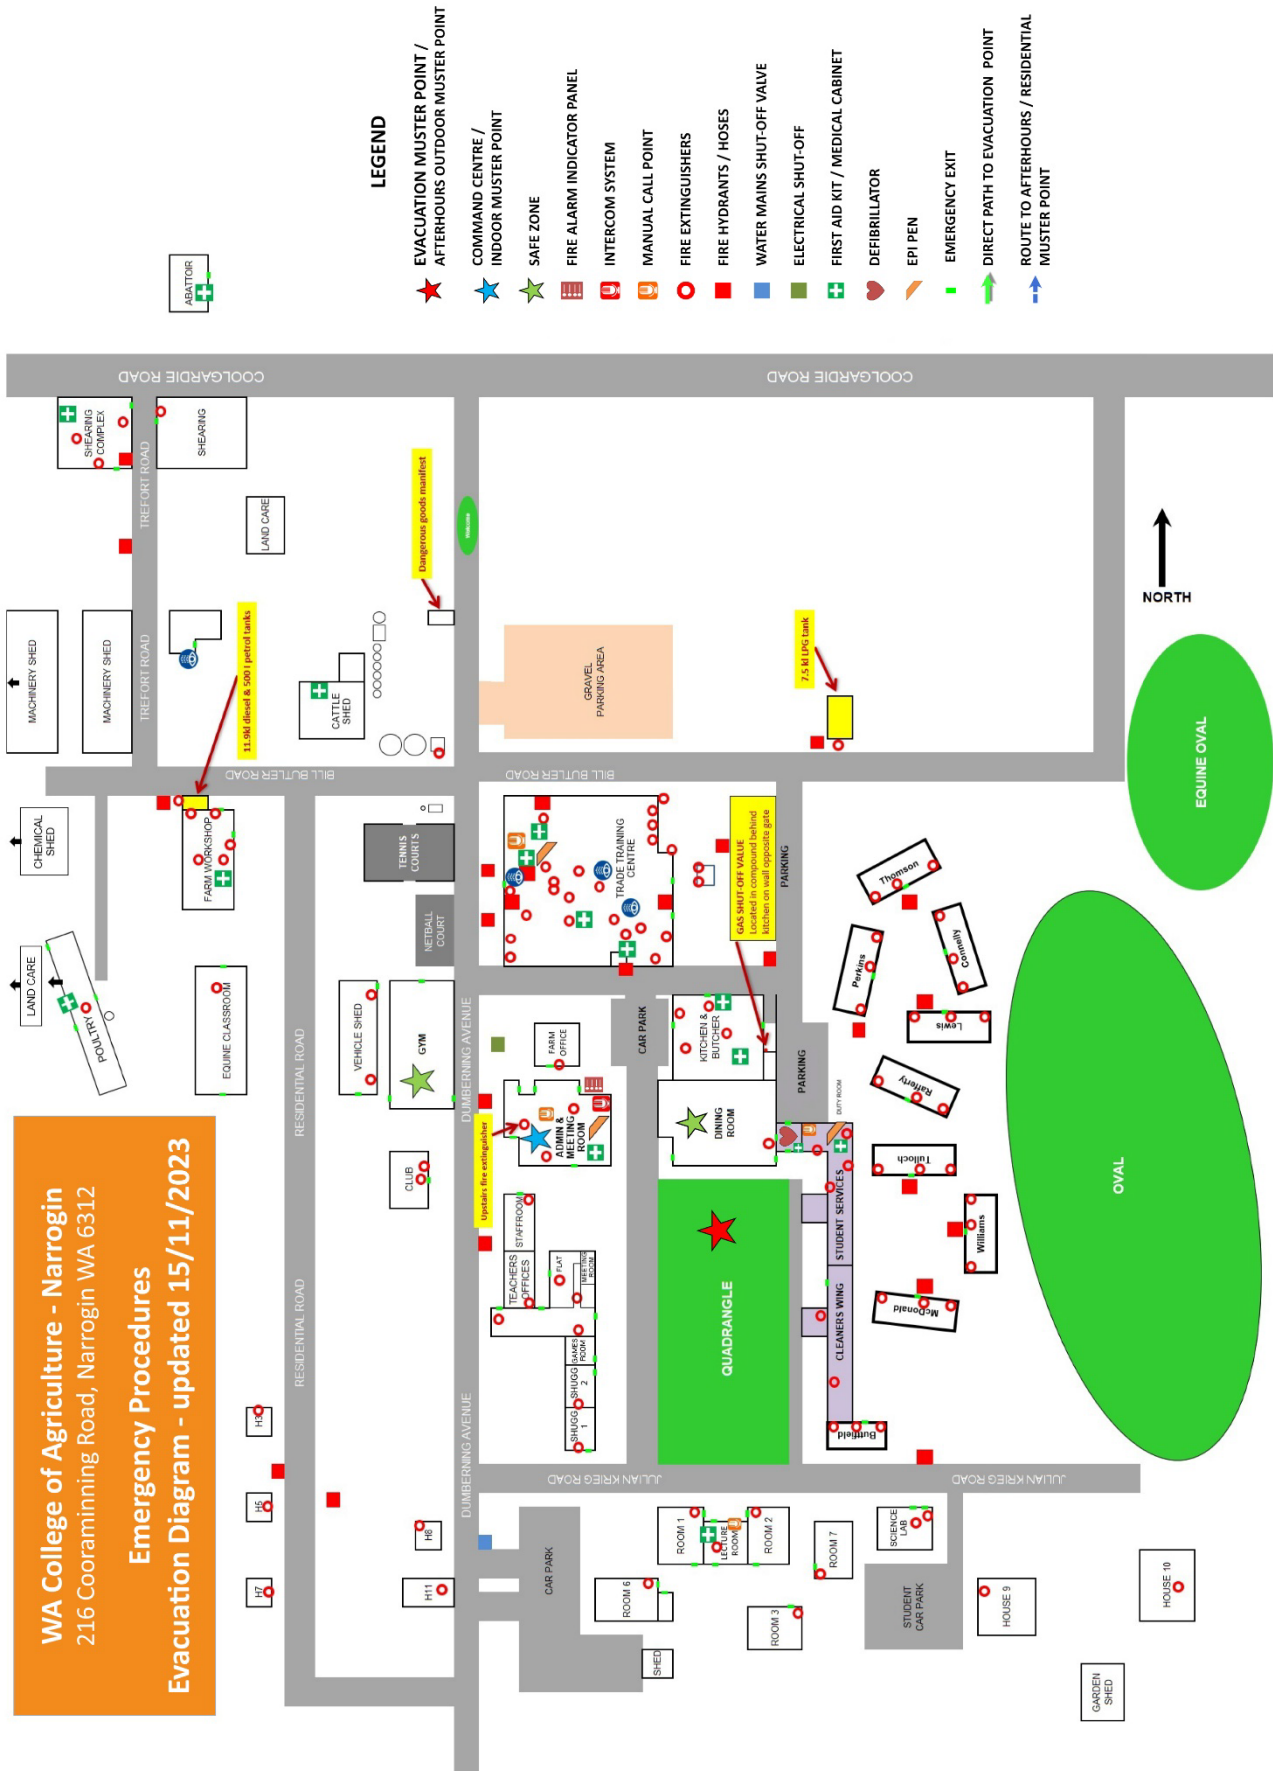 WA College of Agriculture - Narrogin
216 Cooraminning Road, Narrogin WA 6312
Emergency Procedures
Evacuation Diagram - updated 15/11/2023
LAND CARE
CHEMICAL
SHED
MACHINERY SHED
MACHINERY SHED
POULTRY
TREFORT ROAD
TREFORT ROAD
SHEARING
COMPLEX
SHEARING
COOLGARDIE ROAD
COOLGARDIE ROAD
ABATTOIR
LAND CARE
11.9kl diesel & 500 l petrol tanks
FARM WORKSHOP
EQUINE CLASSROOM
BILL BUTLER ROAD
BILL BUTLER ROAD
H7
H5
H3
RESIDENTIAL ROAD
RESIDENTIAL ROAD
VEHICLE SHED
GYM
CATTLE
SHED
Dangerous goods manifest
TENNIS
COURTS
NETBALL
COURT
H11
H8
CLUB
DUMBERNING AVENUE
DUMBERNING AVENUE
Welcome
Upstairs fire extinguisher
CAR PARK
SHUGG
1
SHUGG
2
GAMES
ROOM
TEACHERS
OFFICES
STAFFROOM
FLAT
MEETING
ROOM
ADMIN &
MEETING
ROOM
FARM
OFFICE
TRADE TRAINING
CENTRE
GRAVEL
PARKING AREA
CAR PARK
SHED
ROOM 6
ROOM 1
LECTURE
ROOM
ROOM 2
ROOM 3
ROOM 7
JULIAN KRIEG ROAD
JULIAN KRIEG ROAD
QUADRANGLE
DINING
ROOM
KITCHEN &
BUTCHER
GAS SHUT-OFF VALUE
Located in compound behind
kitchen on wall opposite gate
PARKING
PARKING
7.5 kl LPG tank
DUTY ROOM
CLEANERS WING
STUDENT SERVICES
Buttfield
McDonald
Williams
Tulloch
Rafferty
Lewis
Perkins
Connelly
Thomson
STUDENT
CAR PARK
SCIENCE
LAB
HOUSE 9
HOUSE 10
GARDEN
SHED
OVAL
EQUINE OVAL
NORTH
LEGEND
EVACUATION MUSTER POINT /
AFTERHOURS OUTDOOR MUSTER POINT
COMMAND CENTRE /
INDOOR MUSTER POINT
SAFE ZONE
FIRE ALARM INDICATOR PANEL
INTERCOM SYSTEM
MANUAL CALL POINT
FIRE EXTINGUISHERS
FIRE HYDRANTS / HOSES
WATER MAINS SHUT-OFF VALVE
ELECTRICAL SHUT-OFF
FIRST AID KIT / MEDICAL CABINET
DEFIBRILLATOR
EPI PEN
EMERGENCY EXIT
DIRECT PATH TO EVACUATION POINT
ROUTE TO AFTERHOURS / RESIDENTIAL
MUSTER POINT